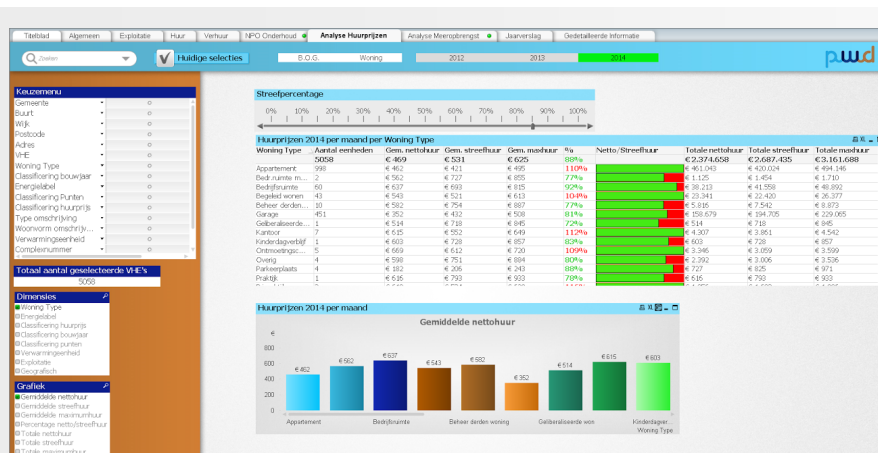 Titelblad Algemeen Exploitatie Huur Verhuur NPO Onderhoud Analyse Huurprijzen Analyse Meeropbrengst Jaarverslag Gedetailleerde Informatie
Zoeken Huidige selecties B.O.G. Woning 2012 2013 2014 pwd
Keuzemenu
Gemeente
Buurt
Wijk
Postcode
Adres
VHE
Woning Type
Classificering bouwjaar
Energielabel
Classificering Punten
Classificering huurprijs
Type omschrijving
Woonvorm omschrijv...
Verwarmingseenheid
Complexnummer
Totaal aantal geselecteerde VHE's
5058
Dimensies
Woning Type
Energielabel
Classificering huurprijs
Classificering bouwjaar
Classificering punten
Verwarmingeenheid
Exploitatie
Geografisch
Grafiek
Gemiddelde nettohuur
Gemiddelde streefhuur
Gemiddelde maximumhuur
Percentage netto/streefhuur
Totale nettohuur
Totale streefhuur
Totale maximumhuur
Streefpercentage
0% 10% 20% 30% 40% 50% 60% 70% 80% 90% 100%
Huurprijzen 2014 per maand per Woning Type XL
Woning Type Aantal eenheden Gem. nettohuur Gem. streefhuur Gem. maxhuur % Netto/Streefhuur Totale nettohuur Totale streefhuur Totale maxhuur
5058 € 469 € 531 € 625 88% € 2.374.658 € 2.687.435 € 3.161.688
Appartement 998 € 462 € 421 € 495 110% € 461.043 € 420.024 € 494.146
Bedr.ruimte m... 2 € 562 € 727 € 855 77% € 1.125 € 1.454 € 1.710
Bedrijfsruimte 60 € 637 € 693 € 815 92% € 38.213 € 41.558 € 48.892
Begeleid wonen 43 € 543 € 521 € 613 104% € 23.341 € 22.420 € 26.377
Beheer derden... 10 € 582 € 754 € 887 77% € 5.816 € 7.542 € 8.873
Garage 451 € 352 € 432 € 508 81% € 158.679 € 194.705 € 229.065
Geliberaliseerde... 1 € 514 € 718 € 845 72% € 514 € 718 € 845
Kantoor 7 € 615 € 552 € 649 112% € 4.307 € 3.861 € 4.542
Kinderdagverblijf 1 € 603 € 728 € 857 83% € 603 € 728 € 857
Ontmoetingsc... 5 € 669 € 612 € 720 109% € 3.346 € 3.059 € 3.599
Overig 4 € 598 € 751 € 884 80% € 2.392 € 3.006 € 3.536
Parkeerplaats 4 € 182 € 206 € 243 88% € 727 € 825 € 971
Praktijk 1 € 616 € 793 € 933 78% € 616 € 793 € 933
Huurprijzen 2014 per maand XL
Gemiddelde nettohuur
€
800
600
400
200
0
€ 462 € 562 € 637 € 543 € 582 € 352 € 514 € 615 € 603
Appartement Bedrijfsruimte Beheer derden woning Geliberaliseerde won Kinderdagver...
Woning Type